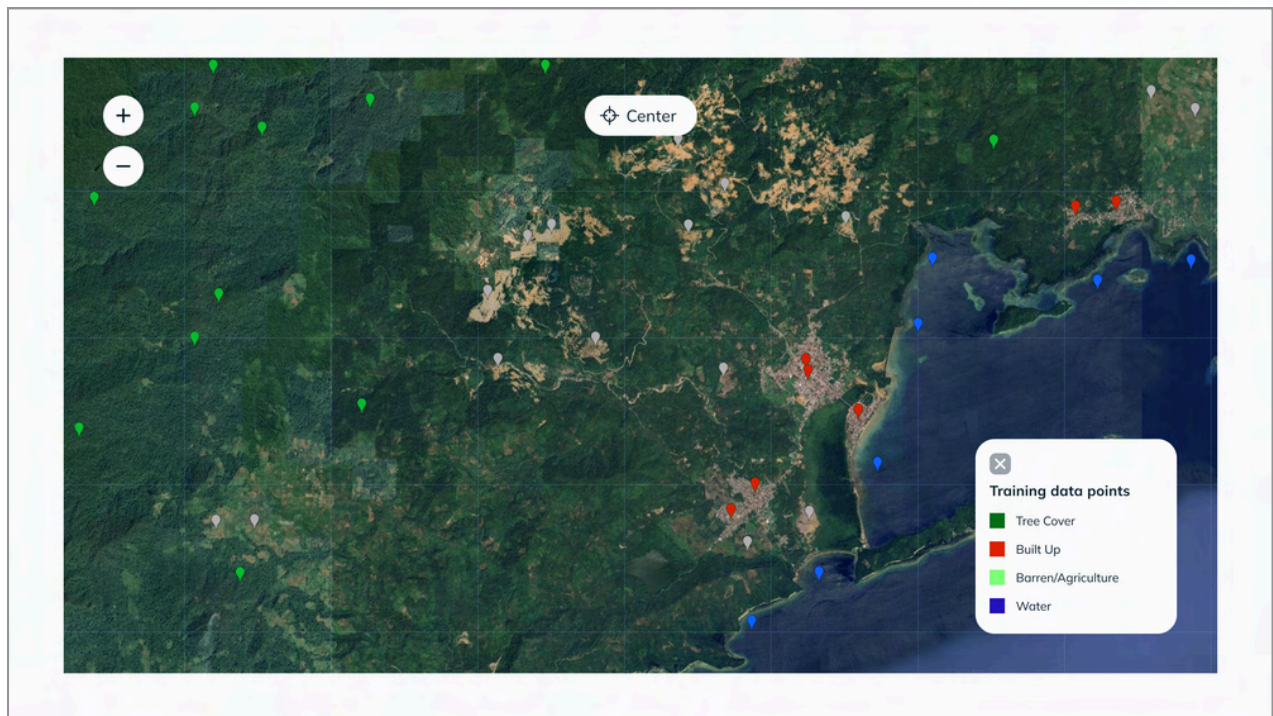 +
Center
−
Training data points
Tree Cover
Built Up
Barren/Agriculture
Water